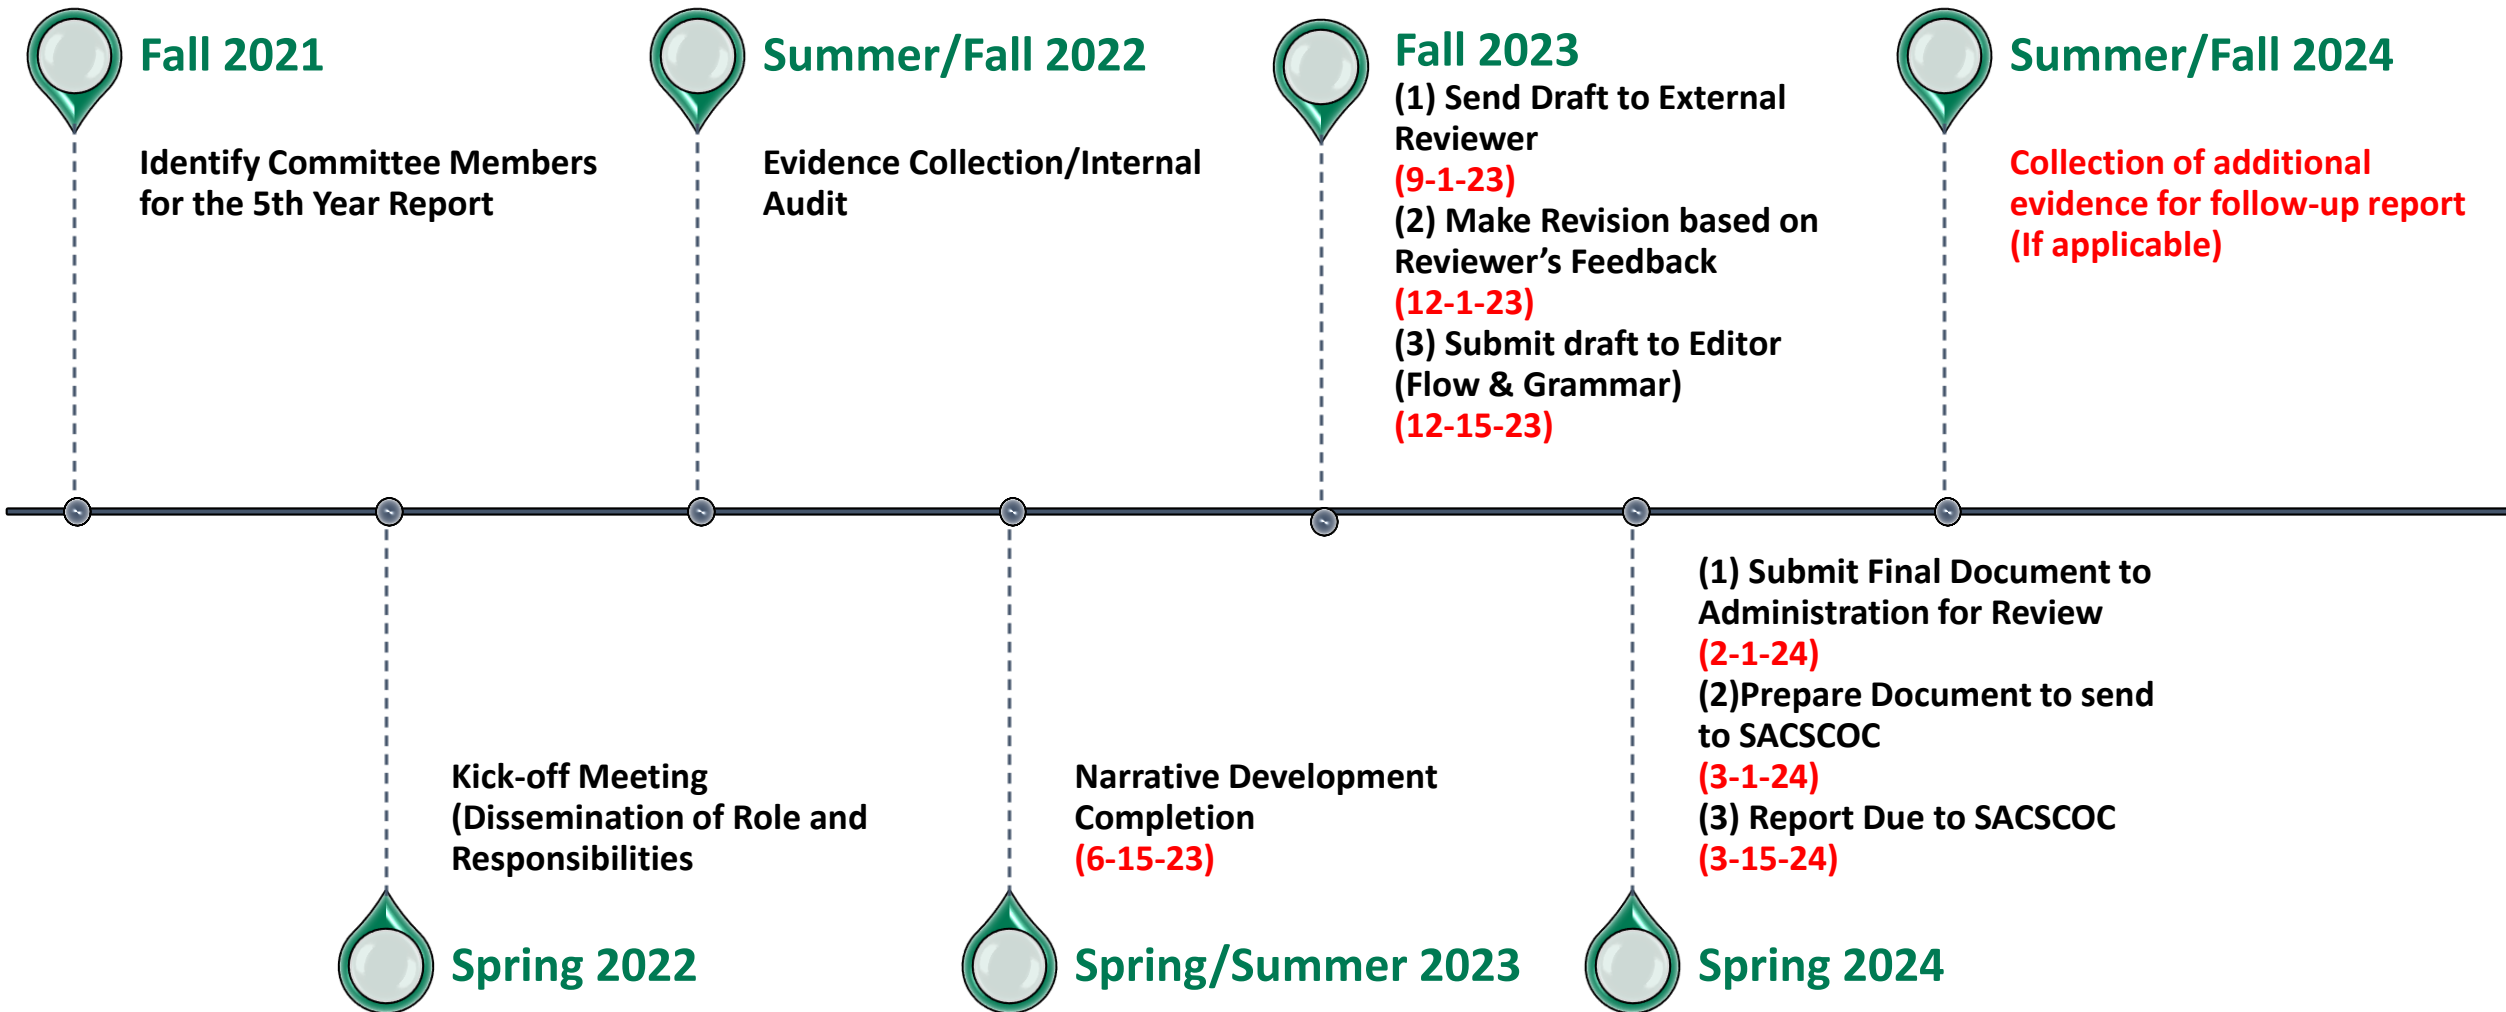 Fall 2021
Identify Committee Members
for the 5th Year Report
Kick-off Meeting
(Dissemination of Role and
Responsibilities
Spring 2022
Summer/Fall 2022
Evidence Collection/Internal
Audit
Narrative Development
Completion
(6-15-23)
Spring/Summer 2023
Fall 2023
(1) Send Draft to External
Reviewer
(9-1-23)
(2) Make Revision based on
Reviewer’s Feedback
(12-1-23)
(3) Submit draft to Editor
(Flow & Grammar)
(12-15-23)
(1) Submit Final Document to
Administration for Review
(2-1-24)
(2)Prepare Document to send
to SACSCOC
(3-1-24)
(3) Report Due to SACSCOC
(3-15-24)
Spring 2024
Summer/Fall 2024
Collection of additional
evidence for follow-up report
(If applicable)